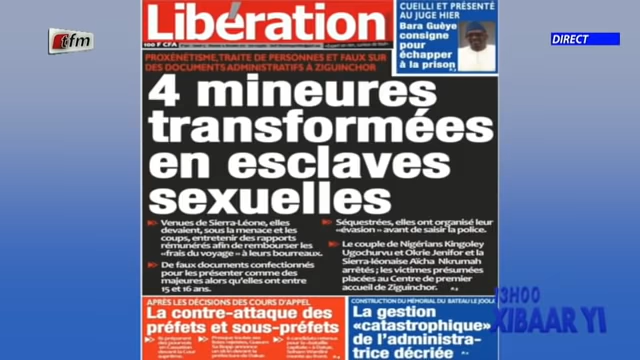 tfm
DIRECT
Libération
100 F CFA
CUEILLI ET PRÉSENTÉ
AU JUGE HIER
Bara Guèye
consigne
pour
échapper
à la prison
PROXÉNÉTISME, TRAITE DE PERSONNES ET FAUX SUR
DES DOCUMENTS ADMINISTRATIFS À ZIGUINCHOR
4 mineures
transformées
en esclaves
sexuelles
Venues de Sierra-Léone, elles
devaient, sous la menace et les
coups, entretenir des rapports
rémunérés afin de rembourser les
«frais du voyage» à leurs bourreaux.
De faux documents confectionnés
pour les présenter comme des
majeures alors qu'elles ont entre
15 et 16 ans.
Séquestrées, elles ont organisé leur
«évasion» avant de saisir la police.
Le couple de Nigérians Kingoley
Ugochurvu et Okrie Jenifor et la
Sierra-léonaise Aïcha Nkrumah
arrêtés ; les victimes présumées
placées au Centre de premier
accueil de Ziguinchor.
APRÈS LES DÉCISIONS DES COURS D'APPEL
La contre-attaque des
préfets et sous-préfets
CONSTRUCTION DU MÉMORIAL DU BATEAU LE JOOLA
La gestion
«catastrophique»
de l'administra-
trice décriée
13H00
XIBAAR YI